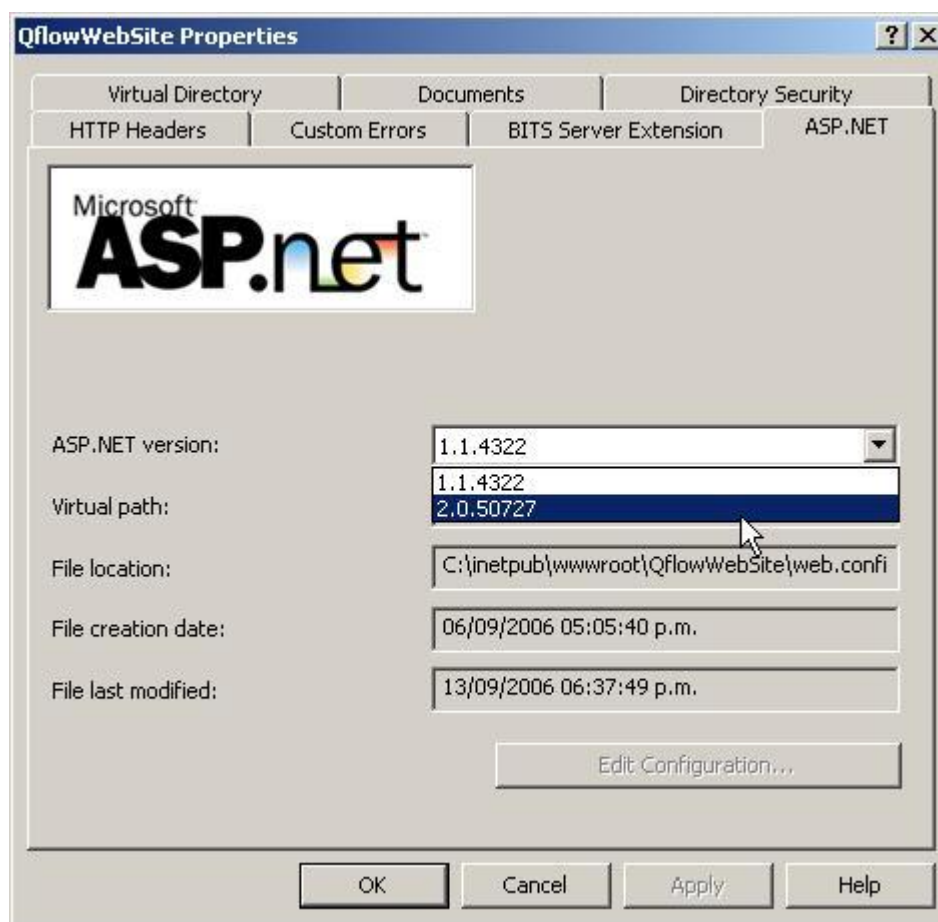 QflowWebSite Properties
Virtual Directory Documents Directory Security
HTTP Headers Custom Errors BITS Server Extension ASP.NET
Microsoft
ASP.net
ASP.NET version: 1.1.4322
1.1.4322
Virtual path: 2.0.50727
File location: C:\inetpub\wwwroot\QflowWebSite\web.confi
File creation date: 06/09/2006 05:05:40 p.m.
File last modified: 13/09/2006 06:37:49 p.m.
Edit Configuration...
OK Cancel Apply Help